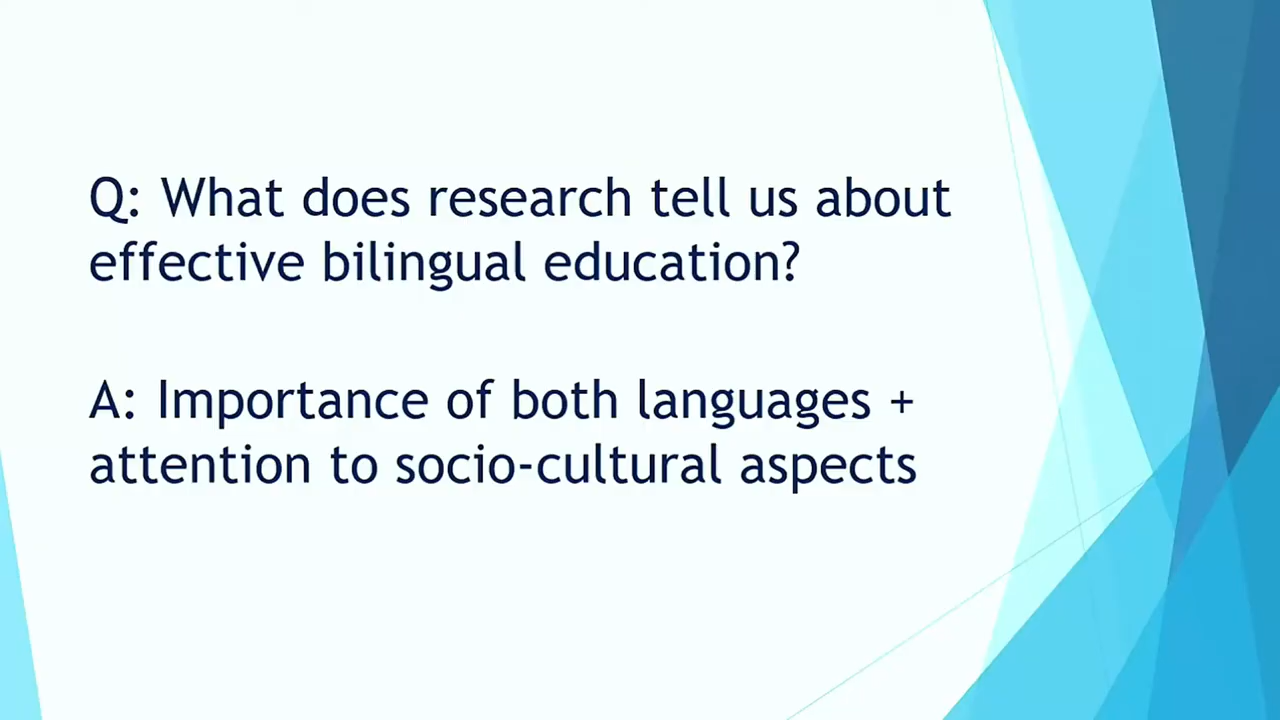 Q: What does research tell us about
effective bilingual education?
A: Importance of both languages +
attention to socio-cultural aspects